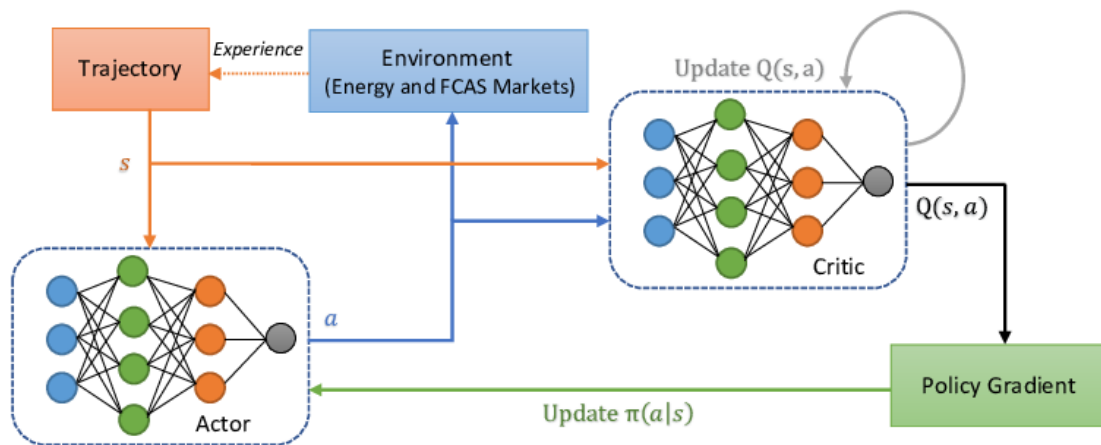 Trajectory
Experience
Environment
(Energy and FCAS Markets)
Update Q(s, a)
s
Q(s, a)
Critic
a
Actor
Update π(a|s)
Policy Gradient